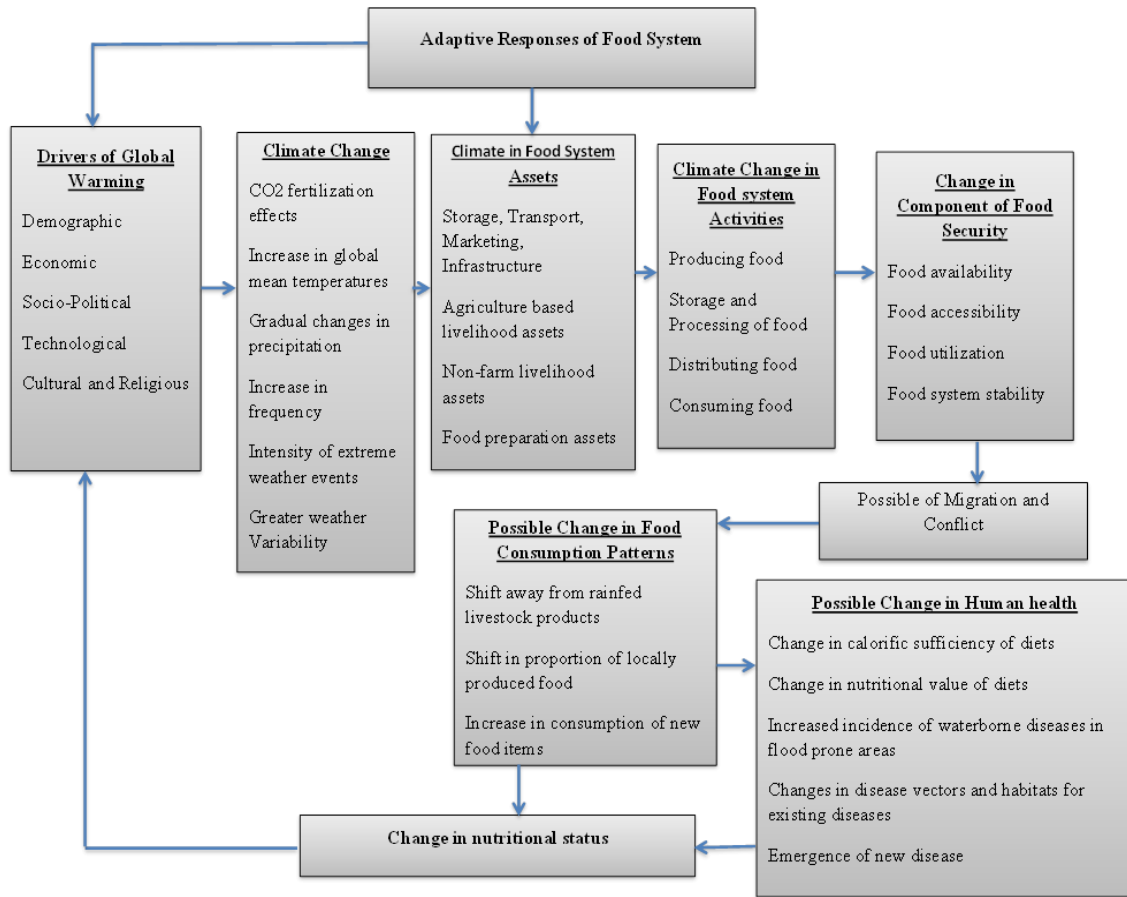 Adaptive Responses of Food System
Drivers of Global
Warming
Demographic
Economic
Socio-Political
Technological
Cultural and Religious
Climate Change
CO2 fertilization
effects
Increase in global
mean temperatures
Gradual changes in
precipitation
Increase in
frequency
Intensity of extreme
weather events
Greater weather
Variability
Climate in Food System
Assets
Storage, Transport,
Marketing,
Infrastructure
Agriculture based
livelihood assets
Non-farm livelihood
assets
Food preparation assets
Climate Change in
Food system
Activities
Producing food
Storage and
Processing of food
Distributing food
Consuming food
Change in
Component of Food
Security
Food availability
Food accessibility
Food utilization
Food system stability
Possible of Migration and
Conflict
Possible Change in Food
Consumption Patterns
Shift away from rainfed
livestock products
Shift in proportion of locally
produced food
Increase in consumption of new
food items
Possible Change in Human health
Change in calorific sufficiency of diets
Change in nutritional value of diets
Increased incidence of waterborne diseases in
flood prone areas
Changes in disease vectors and habitats for
existing diseases
Emergence of new disease
Change in nutritional status